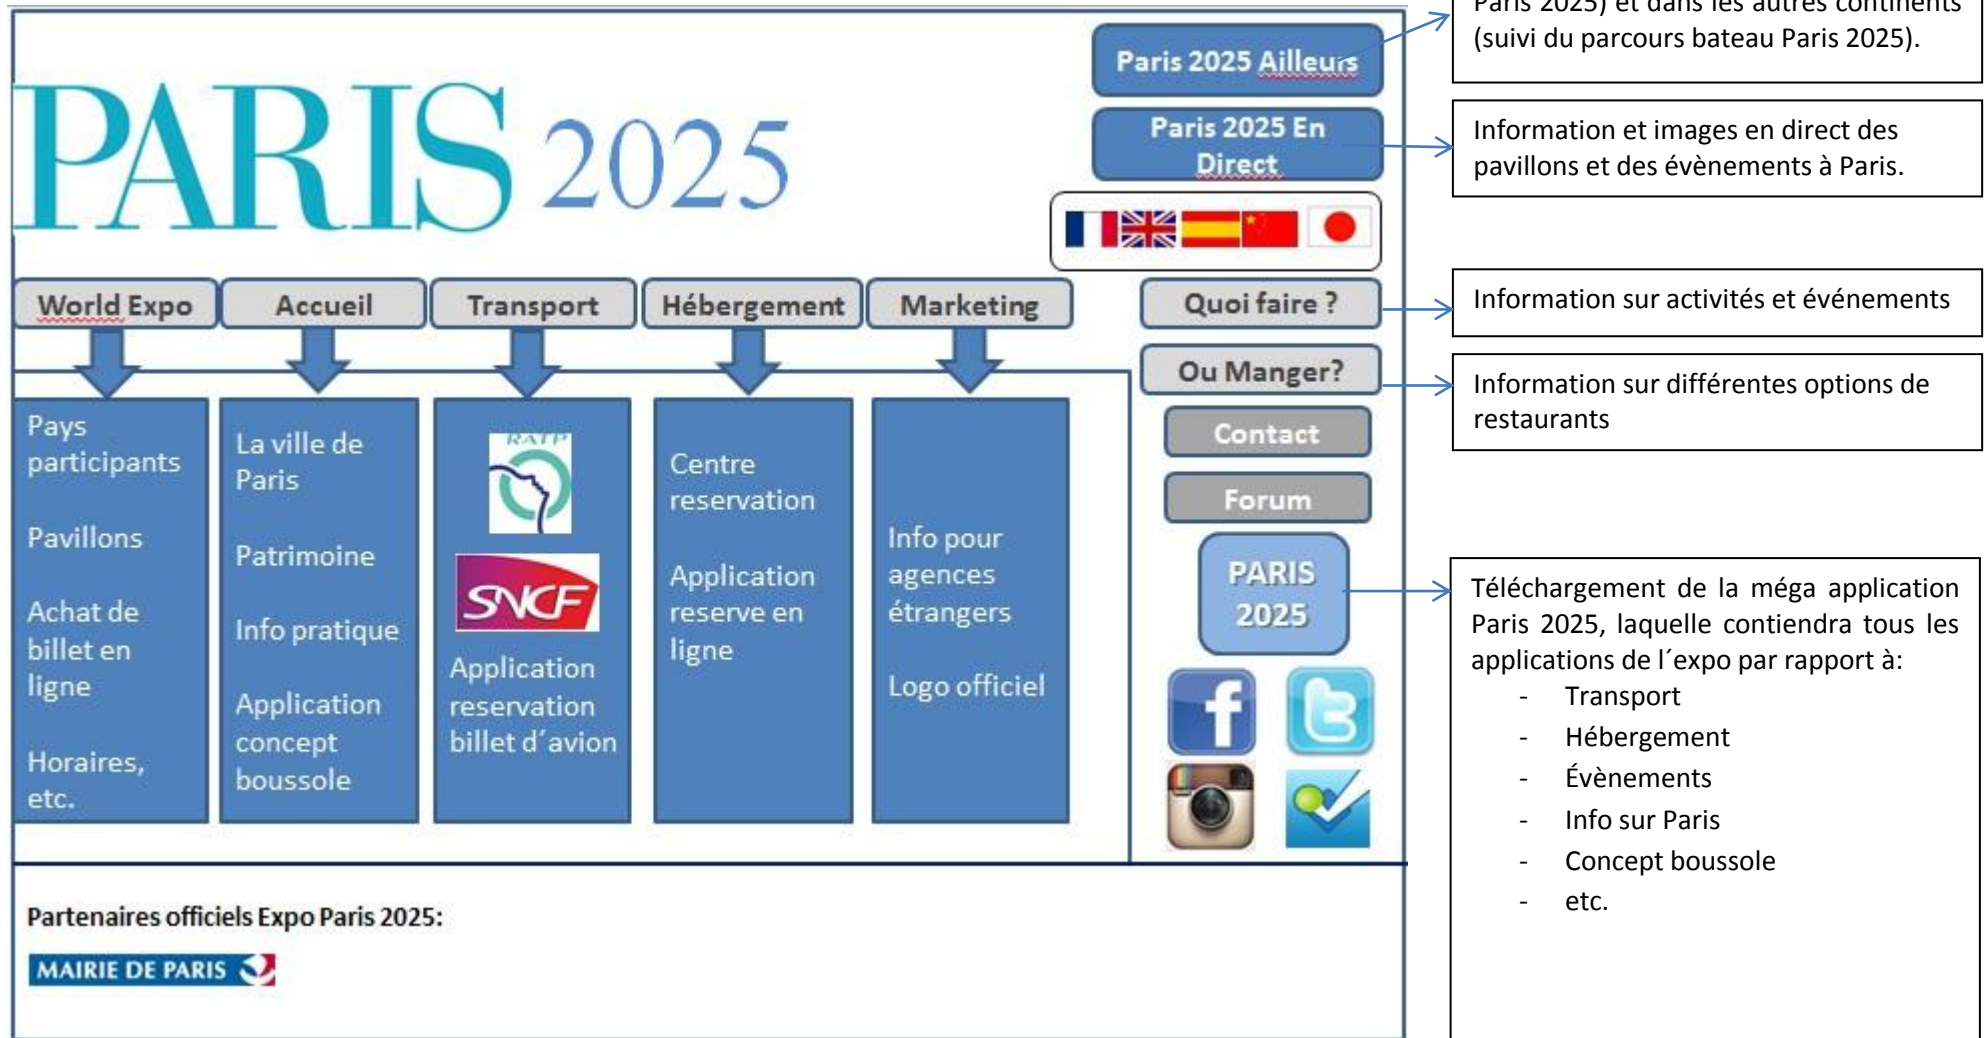 PARIS 2025
Paris 2025 Ailleurs
Paris 2025 En
Direct
World Expo
Accueil
Transport
Hébergement
Marketing
Pays
participants
Pavillons
Achat de
billet en
ligne
Horaires,
etc.
La ville de
Paris
Patrimoine
Info pratique
Application
concept
boussole
RATP
SNCF
Application
reservation
billet d´avion
Centre
reservation
Application
reserve en
ligne
Info pour
agences
étrangers
Logo officiel
Quoi faire ?
Ou Manger?
Contact
Forum
PARIS
2025
Partenaires officiels Expo Paris 2025:
MAIRIE DE PARIS
Paris 2025) et dans les autres continents
(suivi du parcours bateau Paris 2025).
Information et images en direct des
pavillons et des évènements à Paris.
Information sur activités et événements
Information sur différentes options de
restaurants
Téléchargement de la méga application
Paris 2025, laquelle contiendra tous les
applications de l´expo par rapport à:
- Transport
- Hébergement
- Évènements
- Info sur Paris
- Concept boussole
- etc.